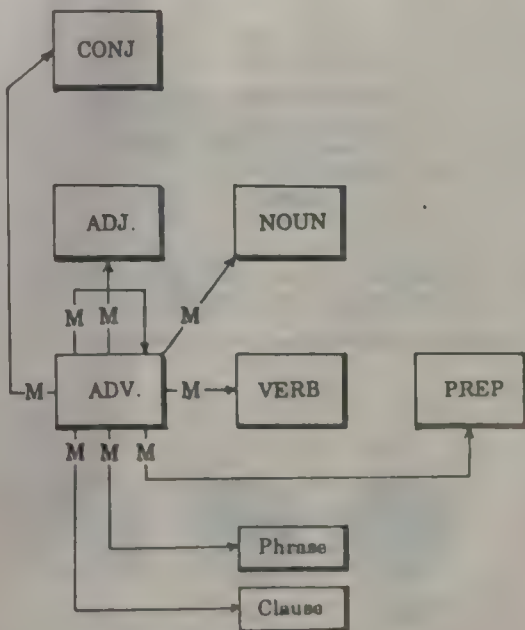 CONJ
ADJ.
NOUN
M M
M
M
ADV.
M
VERB
PREP
M M M
Phrase
Clause